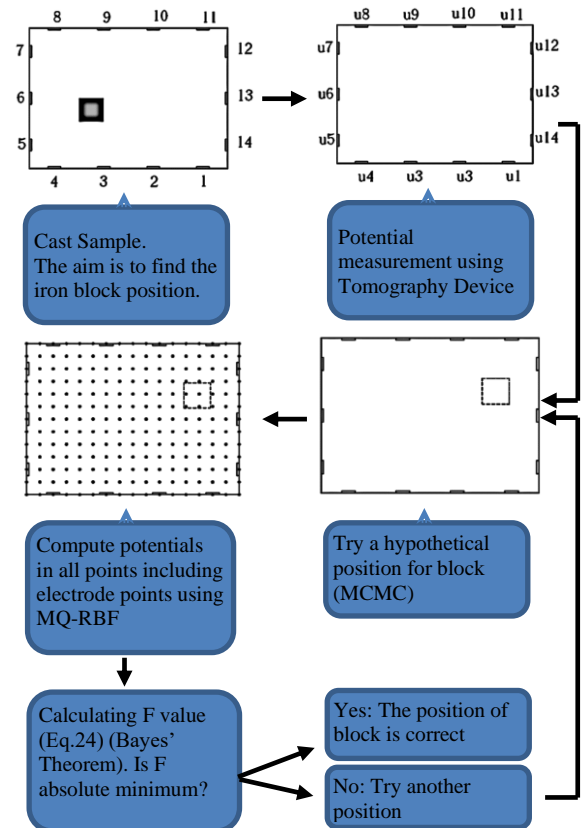 8 9 10 11
7 12
6 13
5 14
4 3 2 1
u8 u9 u10 u11
u7 u12
u6 u13
u5 u14
u4 u3 u3 u1
Cast Sample.
The aim is to find the
iron block position.
Potential
measurement using
Tomography Device
Compute potentials
in all points including
electrode points using
MQ-RBF
Try a hypothetical
position for block
(MCMC)
Calculating F value
(Eq.24) (Bayes’
Theorem). Is F
absolute minimum?
Yes: The position of
block is correct
No: Try another
position